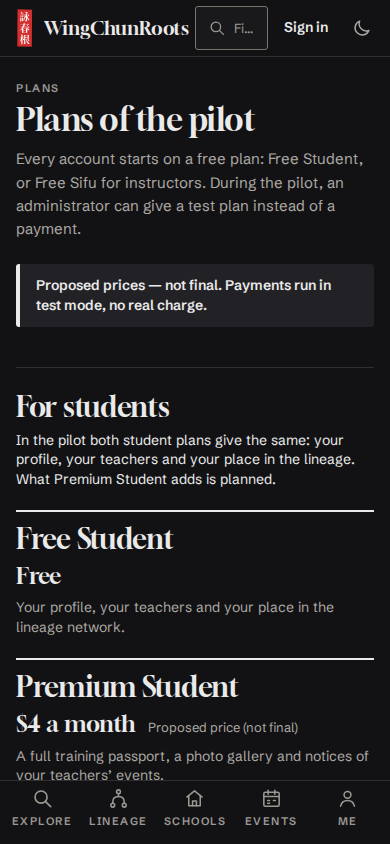 詠春根
WingChunRoots
Fi...
Sign in
PLANS
Plans of the pilot
Every account starts on a free plan: Free Student,
or Free Sifu for instructors. During the pilot, an
administrator can give a test plan instead of a
payment.
Proposed prices — not final. Payments run in
test mode, no real charge.
For students
In the pilot both student plans give the same: your
profile, your teachers and your place in the lineage.
What Premium Student adds is planned.
Free Student
Free
Your profile, your teachers and your place in the
lineage network.
Premium Student
$4 a month Proposed price (not final)
A full training passport, a photo gallery and notices of
your teachers’ events.
EXPLORE LINEAGE SCHOOLS EVENTS ME